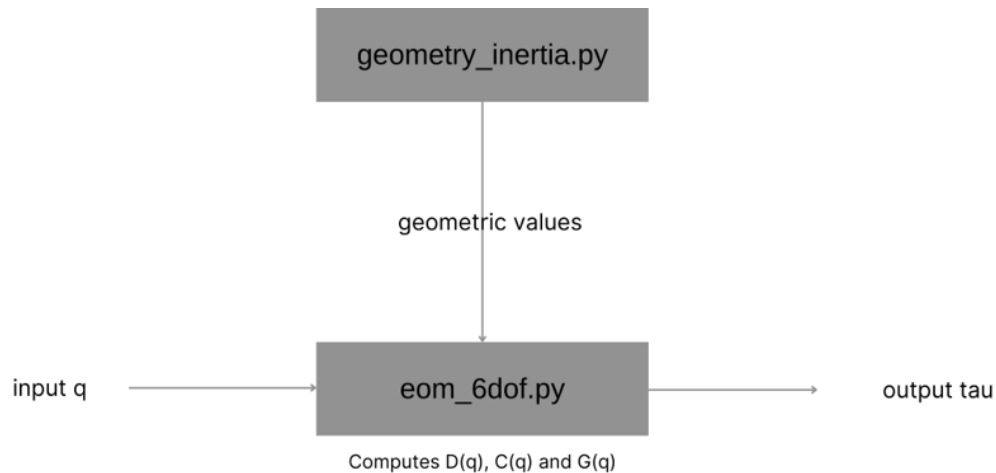 geometry_inertia.py
geometric values
input q
eom_6dof.py
output tau
Computes D(q), C(q) and G(q)